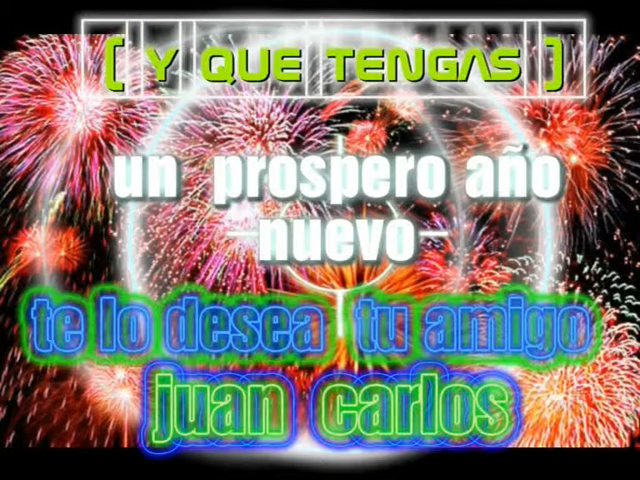 [ Y QUE TENGAS ]
un prospero año
-nuevo-
te lo desea tu amigo
juan carlos